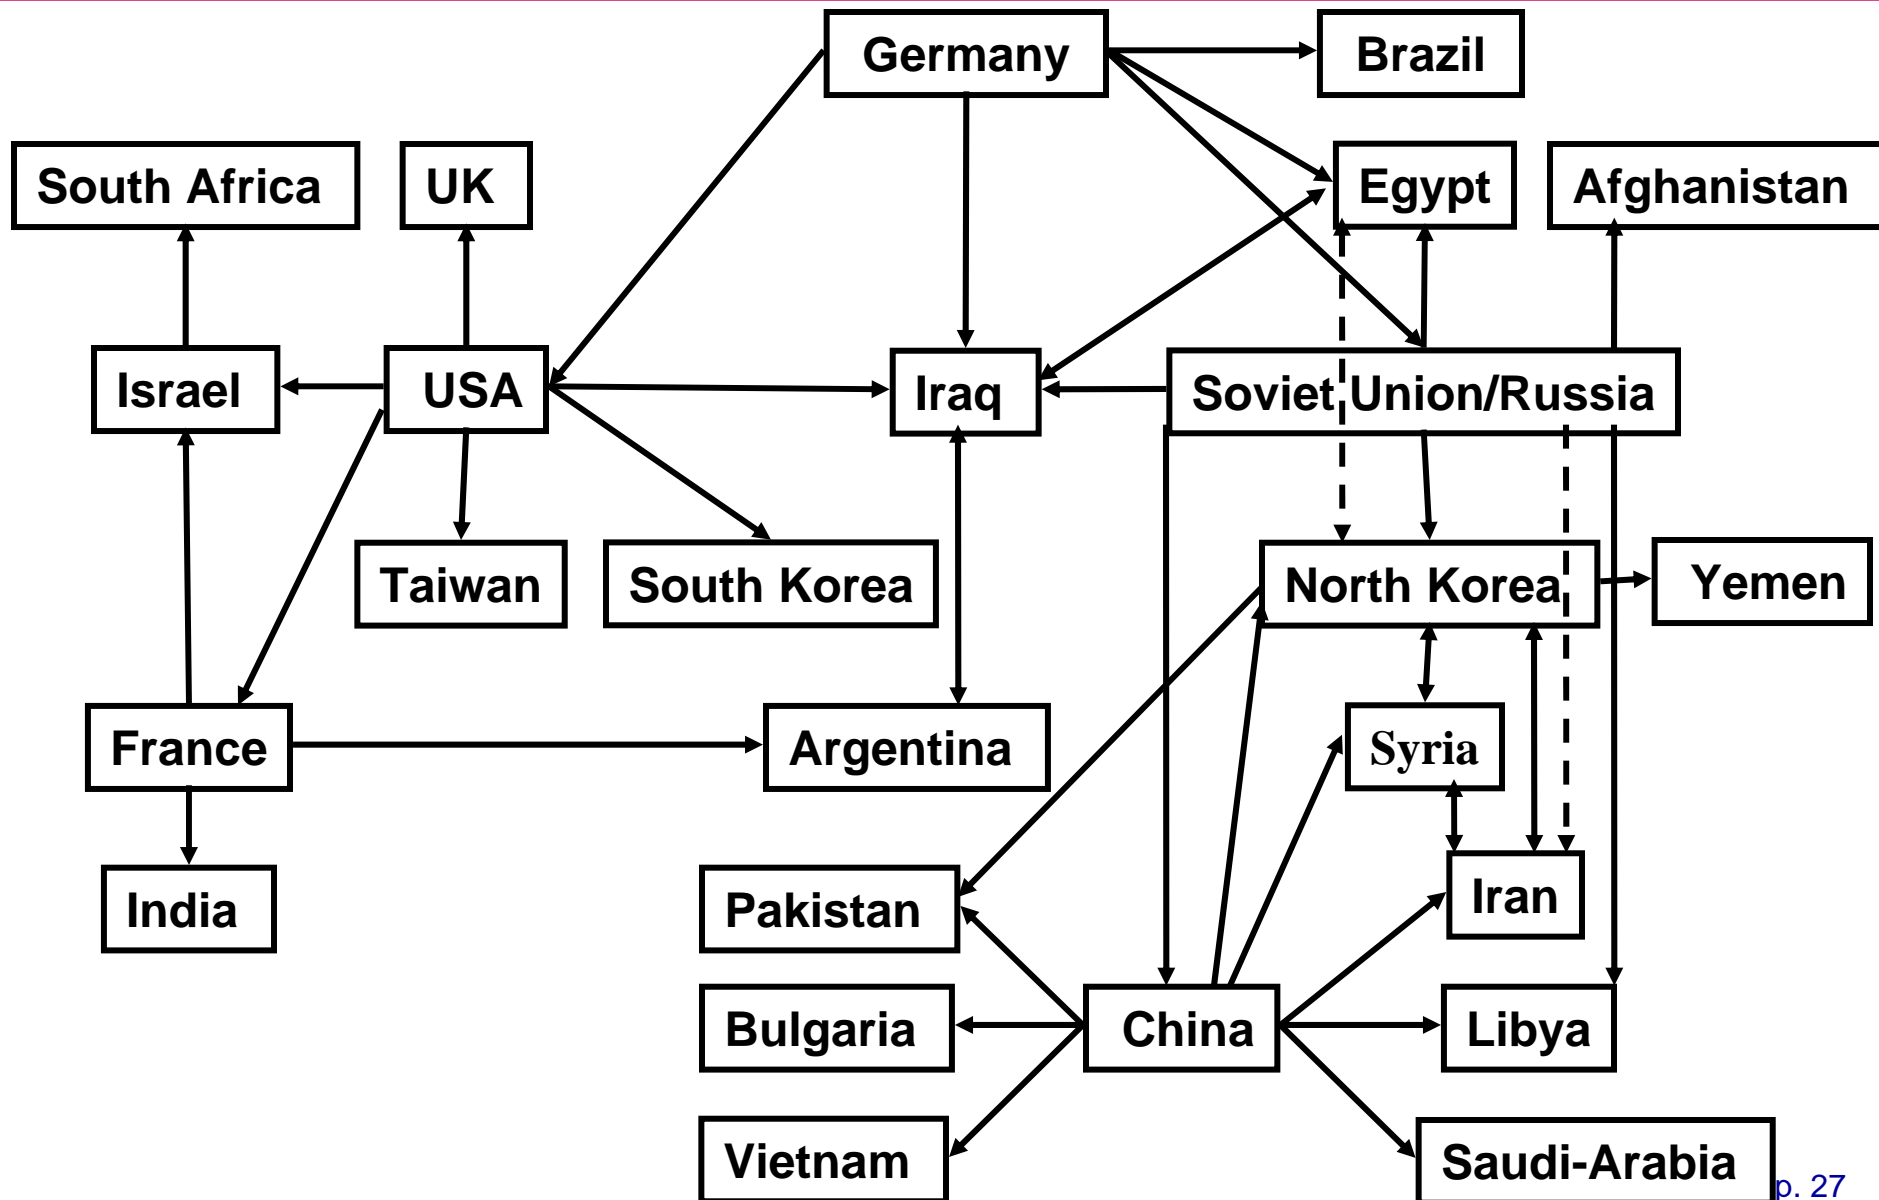 Germany
Brazil
South Africa
UK
Egypt
Afghanistan
Israel
USA
Iraq
Soviet Union/Russia
Taiwan
South Korea
North Korea
Yemen
France
Argentina
Syria
India
Pakistan
Iran
Bulgaria
China
Libya
Vietnam
Saudi-Arabia
p. 27